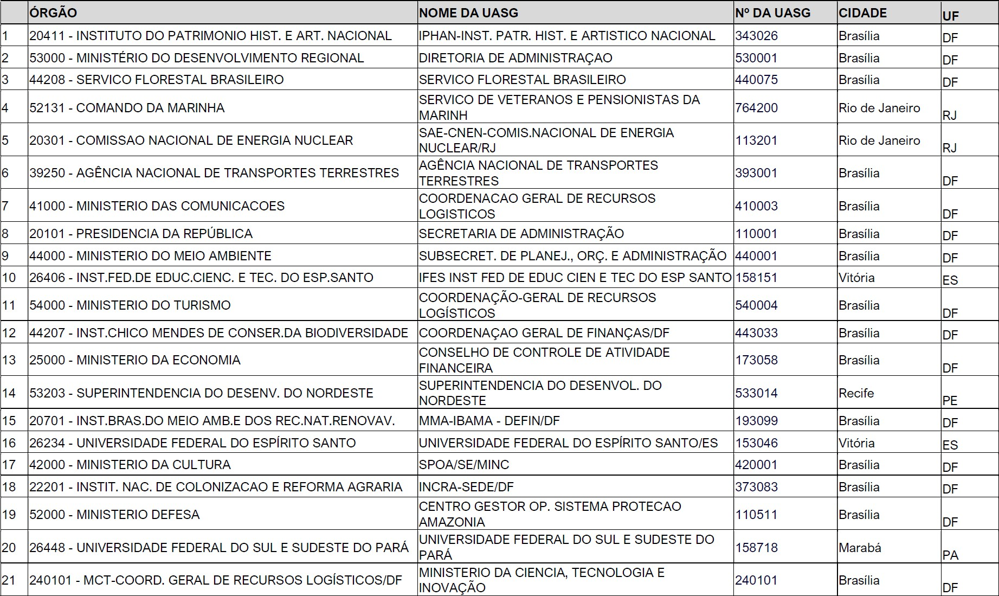 ÓRGÃO NOME DA UASG Nº DA UASG CIDADE UF
1 20411 - INSTITUTO DO PATRIMONIO HIST. E ART. NACIONAL IPHAN-INST. PATR. HIST. E ARTISTICO NACIONAL 343026 Brasília DF
2 53000 - MINISTÉRIO DO DESENVOLVIMENTO REGIONAL DIRETORIA DE ADMINISTRAÇAO 530001 Brasília DF
3 44208 - SERVICO FLORESTAL BRASILEIRO SERVICO FLORESTAL BRASILEIRO 440075 Brasília DF
4 52131 - COMANDO DA MARINHA SERVICO DE VETERANOS E PENSIONISTAS DA
MARINH 764200 Rio de Janeiro RJ
5 20301 - COMISSAO NACIONAL DE ENERGIA NUCLEAR SAE-CNEN-COMIS.NACIONAL DE ENERGIA
NUCLEAR/RJ 113201 Rio de Janeiro RJ
6 39250 - AGÊNCIA NACIONAL DE TRANSPORTES TERRESTRES AGÊNCIA NACIONAL DE TRANSPORTES
TERRESTRES 393001 Brasília DF
7 41000 - MINISTERIO DAS COMUNICACOES COORDENACAO GERAL DE RECURSOS
LOGISTICOS 410003 Brasília DF
8 20101 - PRESIDENCIA DA REPÚBLICA SECRETARIA DE ADMINISTRAÇÃO 110001 Brasília DF
9 44000 - MINISTERIO DO MEIO AMBIENTE SUBSECRET. DE PLANEJ., ORÇ. E ADMINISTRAÇÃO 440001 Brasília DF
10 26406 - INST.FED.DE EDUC.CIENC. E TEC. DO ESP.SANTO IFES INST FED DE EDUC CIEN E TEC DO ESP SANTO 158151 Vitória ES
11 54000 - MINISTERIO DO TURISMO COORDENAÇÃO-GERAL DE RECURSOS
LOGÍSTICOS 540004 Brasília DF
12 44207 - INST.CHICO MENDES DE CONSER.DA BIODIVERSIDADE COORDENAÇAO GERAL DE FINANÇAS/DF 443033 Brasília DF
13 25000 - MINISTERIO DA ECONOMIA CONSELHO DE CONTROLE DE ATIVIDADE
FINANCEIRA 173058 Brasília DF
14 53203 - SUPERINTENDENCIA DO DESENV. DO NORDESTE SUPERINTENDENCIA DO DESENVOL. DO
NORDESTE 533014 Recife PE
15 20701 - INST.BRAS.DO MEIO AMB.E DOS REC.NAT.RENOVAV. MMA-IBAMA - DEFIN/DF 193099 Brasília DF
16 26234 - UNIVERSIDADE FEDERAL DO ESPÍRITO SANTO UNIVERSIDADE FEDERAL DO ESPÍRITO SANTO/ES 153046 Vitória ES
17 42000 - MINISTERIO DA CULTURA SPOA/SE/MINC 420001 Brasília DF
18 22201 - INSTIT. NAC. DE COLONIZACAO E REFORMA AGRARIA INCRA-SEDE/DF 373083 Brasília DF
19 52000 - MINISTERIO DEFESA CENTRO GESTOR OP. SISTEMA PROTECAO
AMAZONIA 110511 Brasília DF
20 26448 - UNIVERSIDADE FEDERAL DO SUL E SUDESTE DO PARÁ UNIVERSIDADE FEDERAL DO SUL E SUDESTE DO
PARÁ 158718 Marabá PA
21 240101 - MCT-COORD. GERAL DE RECURSOS LOGÍSTICOS/DF MINISTERIO DA CIENCIA, TECNOLOGIA E
INOVAÇÃO 240101 Brasília DF